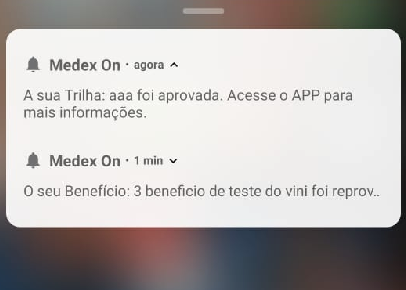 Medex On · agora
A sua Trilha: aaa foi aprovada. Acesse o APP para
mais informações.
Medex On · 1 min
O seu Benefício: 3 beneficio de teste do vini foi reprov..